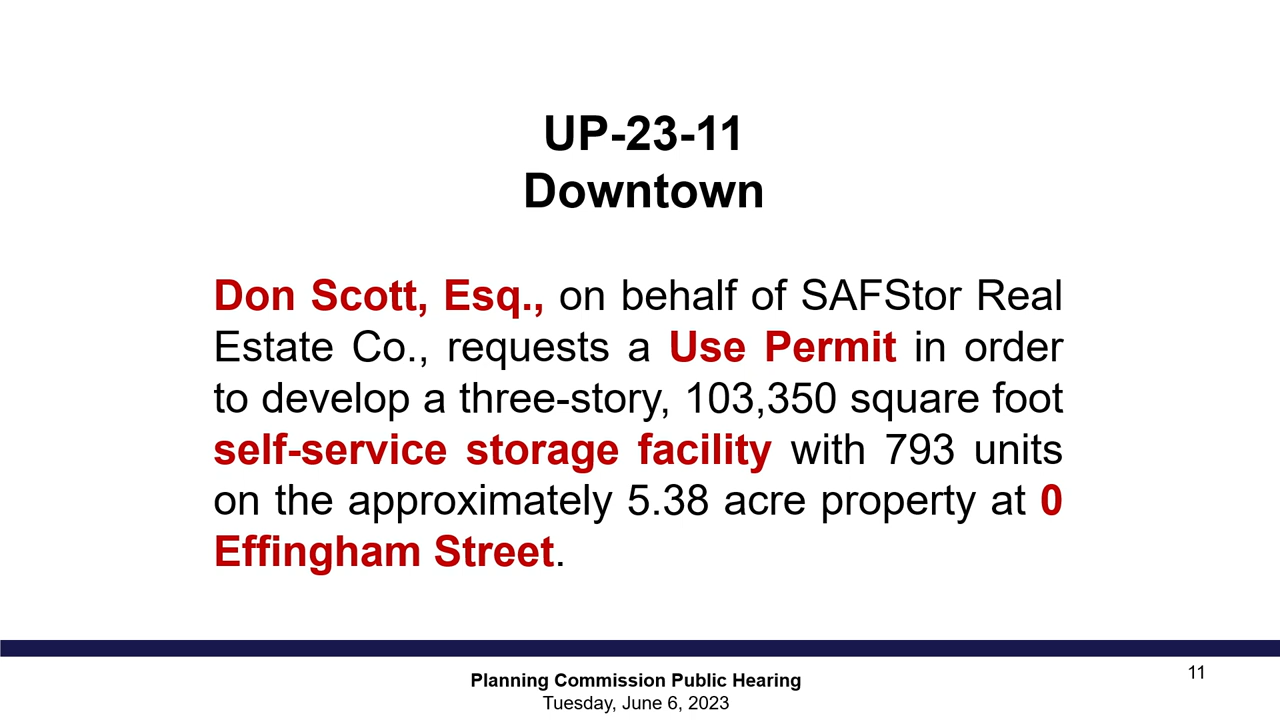 UP-23-11
Downtown
Don Scott, Esq., on behalf of SAFStor Real
Estate Co., requests a Use Permit in order
to develop a three-story, 103,350 square foot
self-service storage facility with 793 units
on the approximately 5.38 acre property at 0
Effingham Street.
Planning Commission Public Hearing
Tuesday, June 6, 2023
11